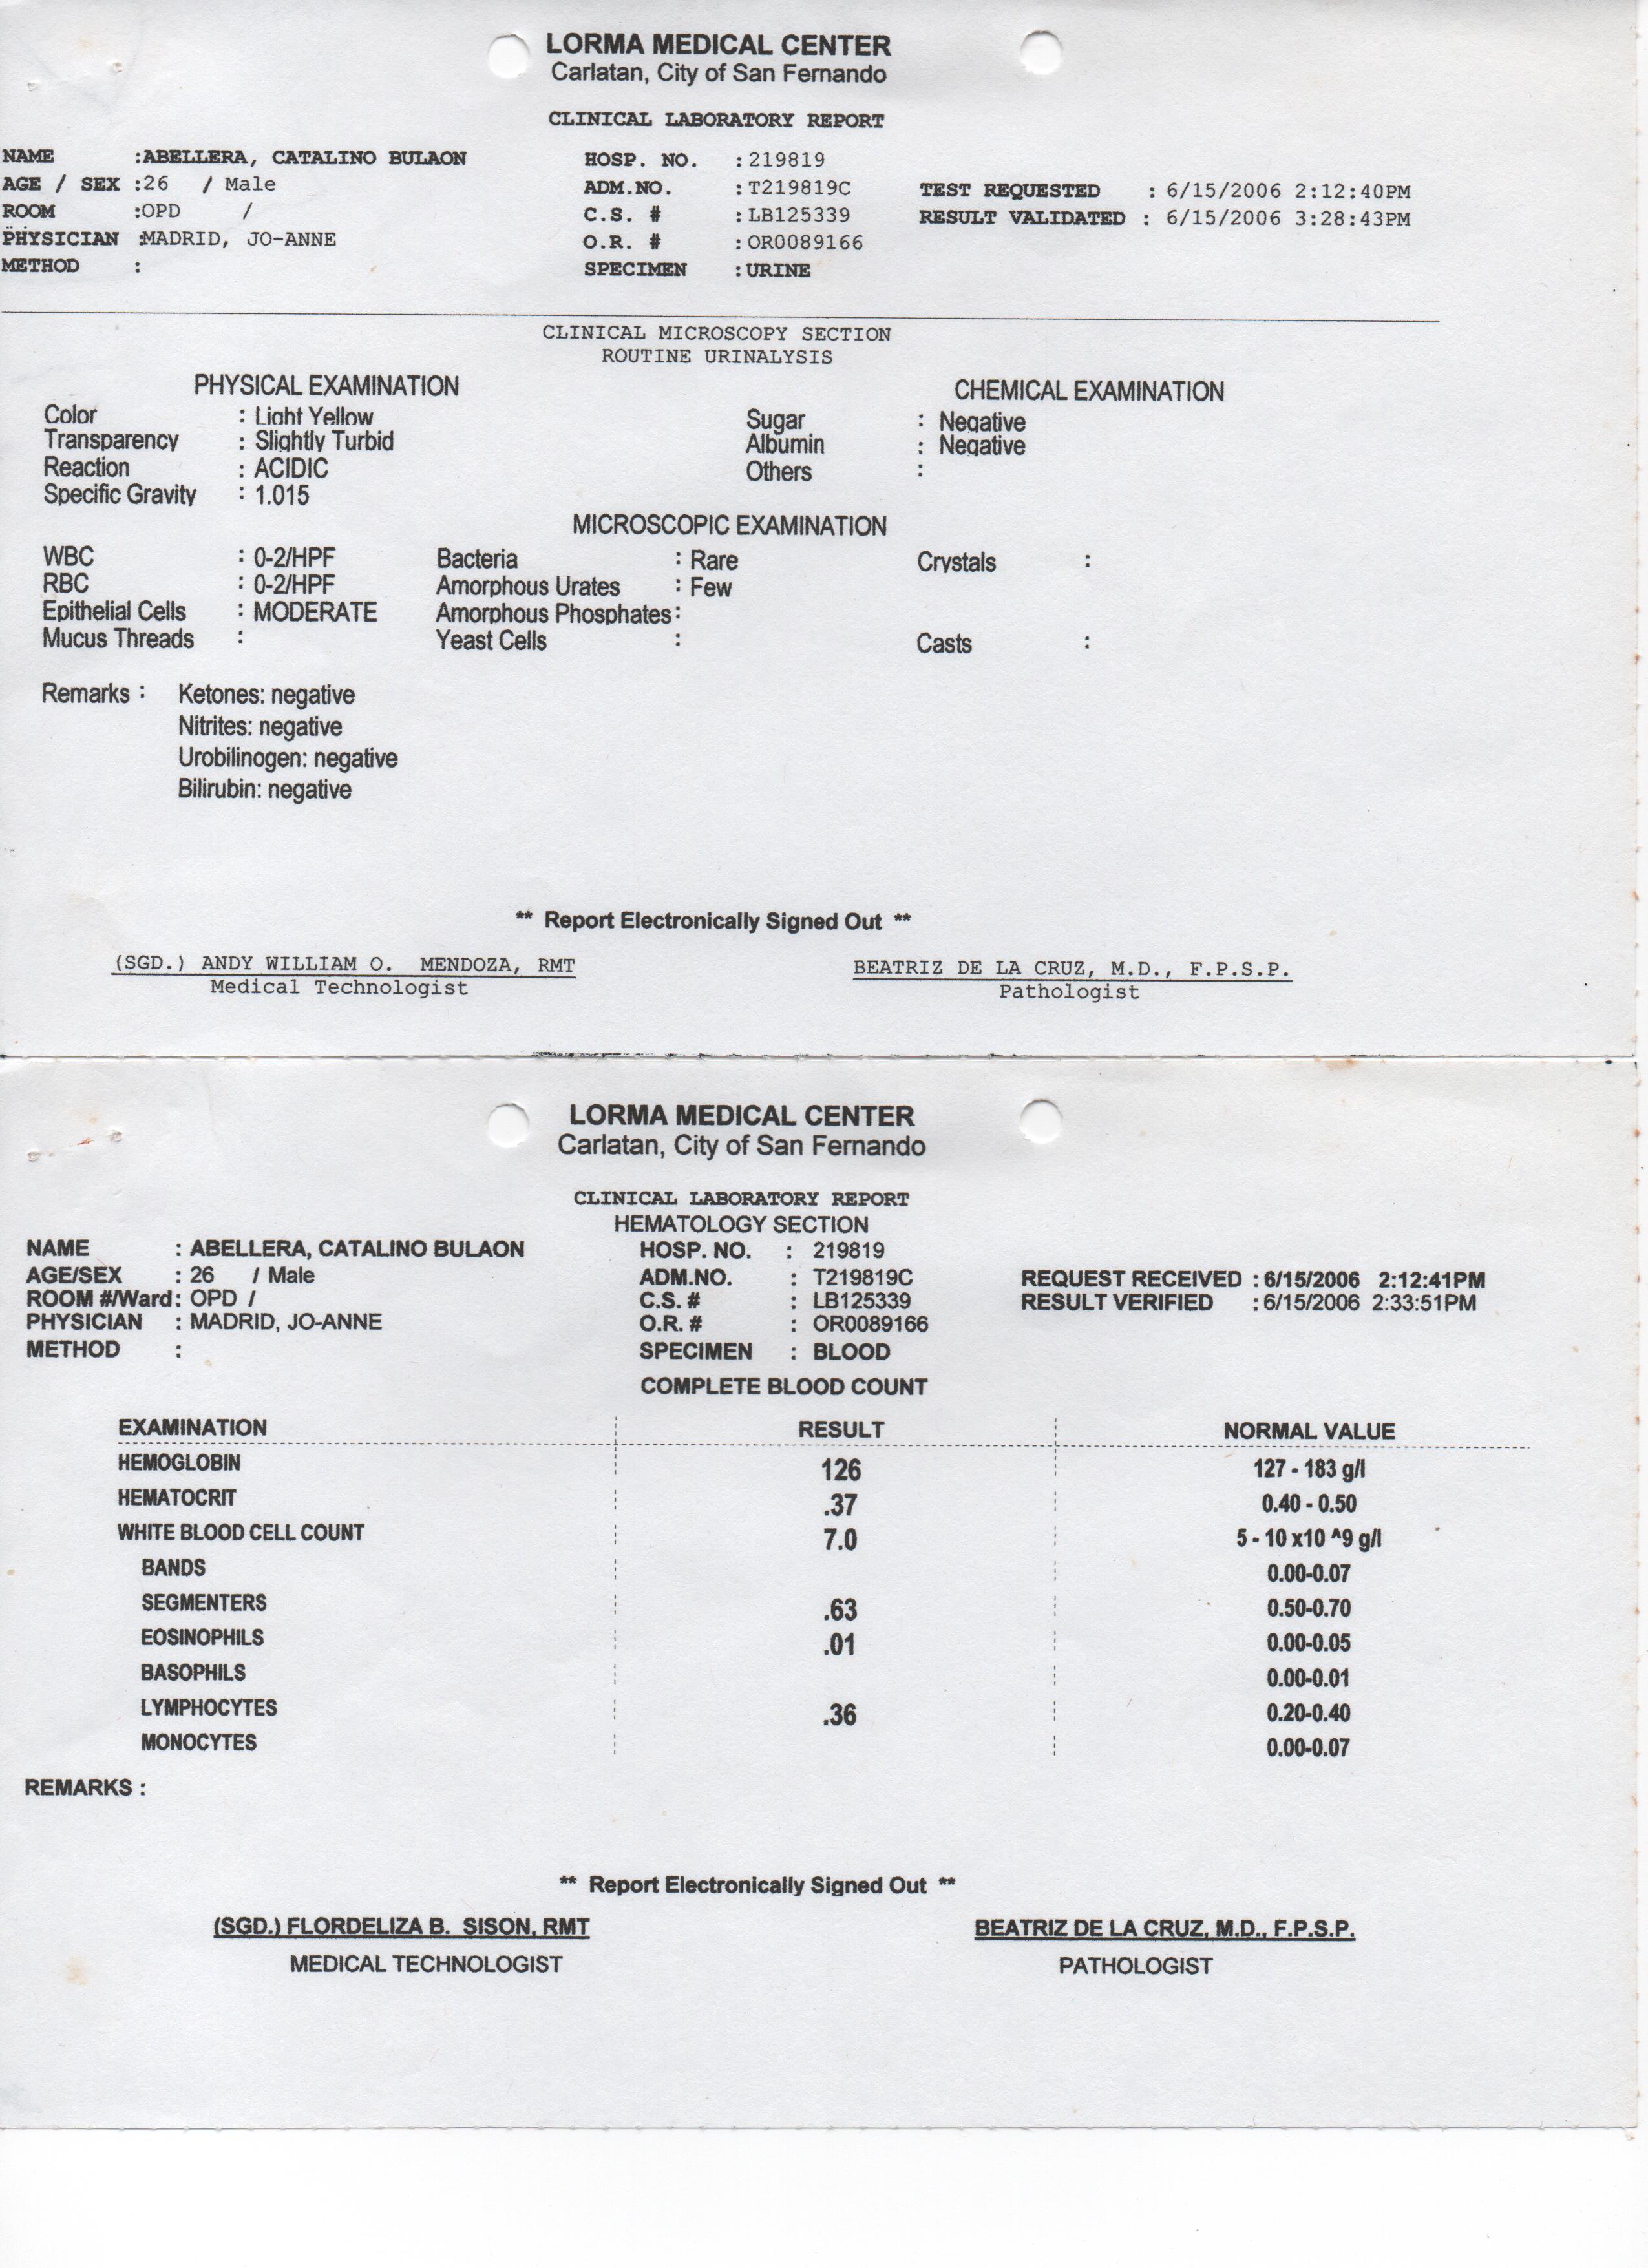 LORMA MEDICAL CENTER
Carlatan, City of San Fernando
CLINICAL LABORATORY REPORT
NAME :ABELLERA, CATALINO BULAON HOSP. NO. :219819
AGE / SEX :26 / Male ADM.NO. :T219819C TEST REQUESTED : 6/15/2006 2:12:40PM
ROOM :OPD / C.S. # :LB125339 RESULT VALIDATED : 6/15/2006 3:28:43PM
PHYSICIAN :MADRID, JO-ANNE O.R. # :OR0089166
METHOD : SPECIMEN :URINE
CLINICAL MICROSCOPY SECTION
ROUTINE URINALYSIS
PHYSICAL EXAMINATION CHEMICAL EXAMINATION
Color : Light Yellow Sugar : Negative
Transparency : Slightly Turbid Albumin : Negative
Reaction : ACIDIC Others :
Specific Gravity : 1.015
MICROSCOPIC EXAMINATION
WBC : 0-2/HPF Bacteria : Rare Crystals :
RBC : 0-2/HPF Amorphous Urates : Few
Epithelial Cells : MODERATE Amorphous Phosphates:
Mucus Threads : Yeast Cells : Casts :
Remarks : Ketones: negative
Nitrites: negative
Urobilinogen: negative
Bilirubin: negative
** Report Electronically Signed Out **
(SGD.) ANDY WILLIAM O. MENDOZA, RMT BEATRIZ DE LA CRUZ, M.D., F.P.S.P.
Medical Technologist Pathologist
LORMA MEDICAL CENTER
Carlatan, City of San Fernando
CLINICAL LABORATORY REPORT
HEMATOLOGY SECTION
NAME : ABELLERA, CATALINO BULAON HOSP. NO. : 219819
AGE/SEX : 26 / Male ADM.NO. : T219819C REQUEST RECEIVED : 6/15/2006 2:12:41PM
ROOM #/Ward: OPD / C.S. # : LB125339 RESULT VERIFIED : 6/15/2006 2:33:51PM
PHYSICIAN : MADRID, JO-ANNE O.R. # : OR0089166
METHOD : SPECIMEN : BLOOD
COMPLETE BLOOD COUNT
EXAMINATION RESULT NORMAL VALUE
HEMOGLOBIN 126 127 - 183 g/l
HEMATOCRIT .37 0.40 - 0.50
WHITE BLOOD CELL COUNT 7.0 5 - 10 x10 ^9 g/l
BANDS 0.00-0.07
SEGMENTERS .63 0.50-0.70
EOSINOPHILS .01 0.00-0.05
BASOPHILS 0.00-0.01
LYMPHOCYTES .36 0.20-0.40
MONOCYTES 0.00-0.07
REMARKS :
** Report Electronically Signed Out **
(SGD.) FLORDELIZA B. SISON, RMT BEATRIZ DE LA CRUZ, M.D., F.P.S.P.
MEDICAL TECHNOLOGIST PATHOLOGIST